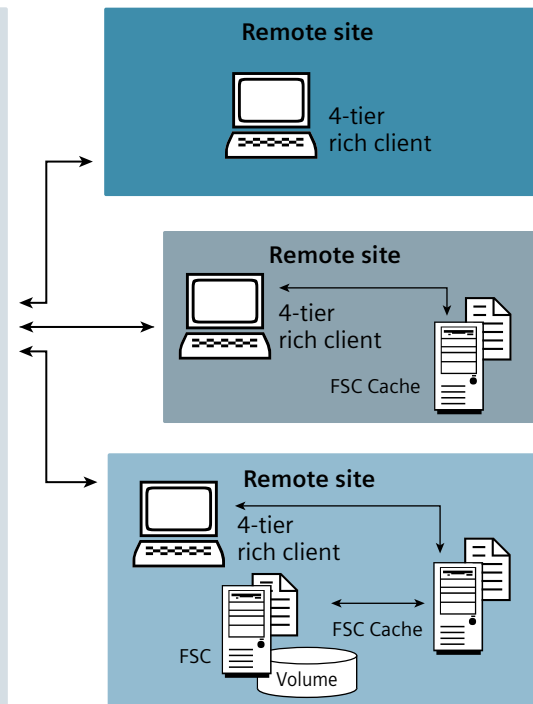 Remote site
4-tier
rich client
Remote site
4-tier
rich client
FSC Cache
Remote site
4-tier
rich client
FSC Cache
FSC
Volume